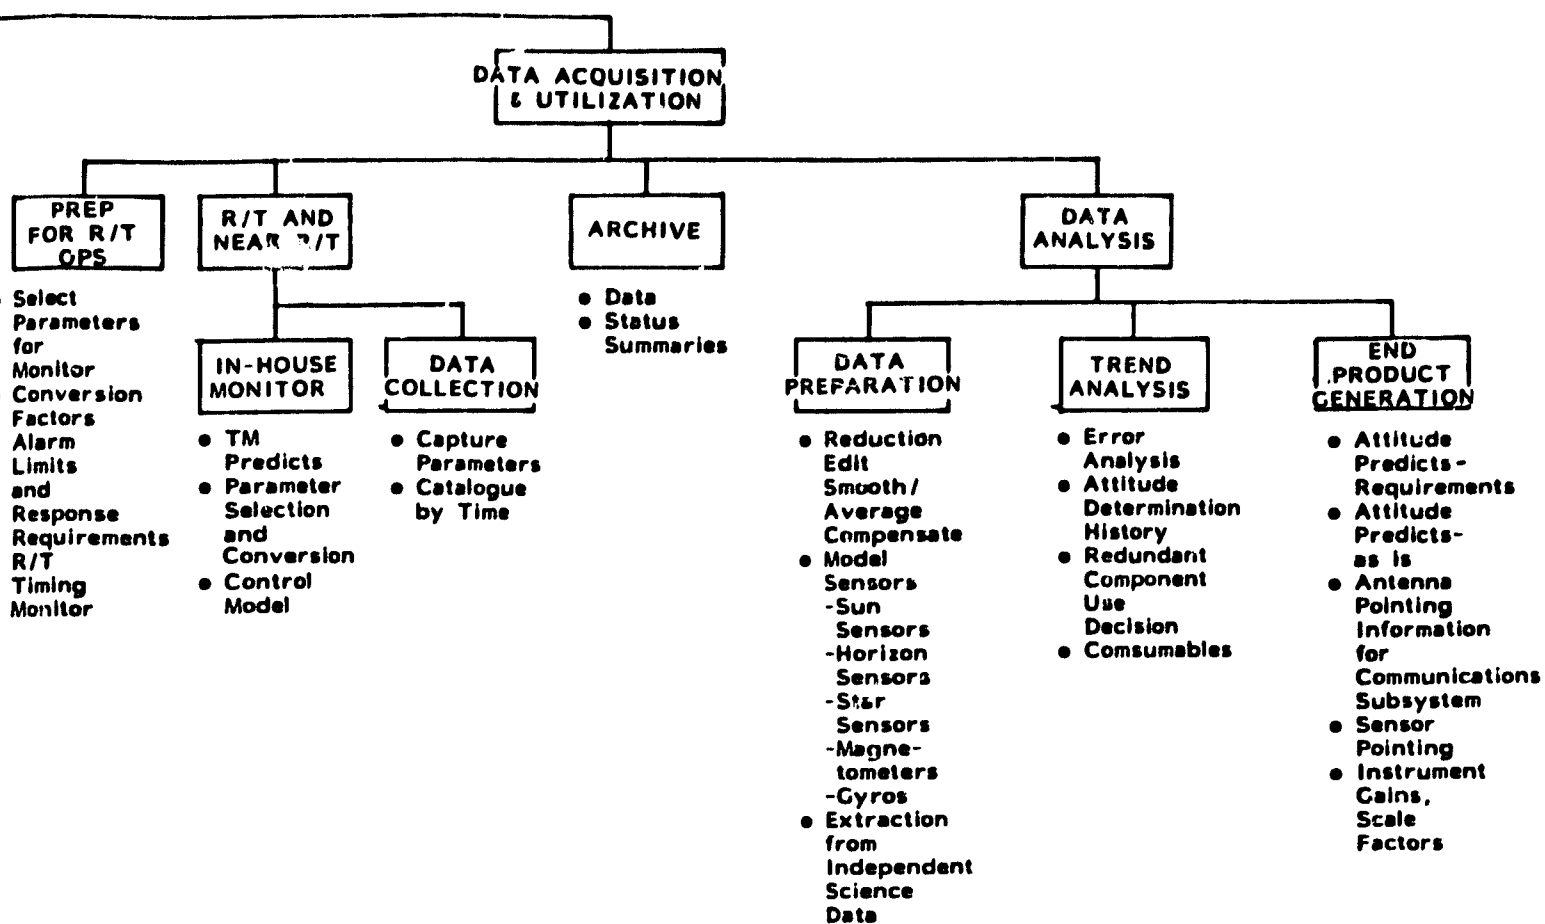 DATA ACQUISITION
& UTILIZATION
PREP
FOR R/T
OPS
● Select
Parameters
for
Monitor
Conversion
Factors
Alarm
Limits
and
Response
Requirements
R/T
Timing
Monitor
R/T AND
NEAR R/T
IN-HOUSE
MONITOR
● TM
Predicts
● Parameter
Selection
and
Conversion
● Control
Model
DATA
COLLECTION
● Capture
Parameters
● Catalogue
by Time
ARCHIVE
● Data
● Status
Summaries
DATA
ANALYSIS
DATA
PREPARATION
● Reduction
Edit
Smooth/
Average
Compensate
● Model
Sensors
-Sun
Sensors
-Horizon
Sensors
-Star
Sensors
-Magne-
tometers
-Gyros
● Extraction
from
Independent
Science
Data
TREND
ANALYSIS
● Error
Analysis
● Attitude
Determination
History
● Redundant
Component
Use
Decision
● Comsumables
END
PRODUCT
GENERATION
● Attitude
Predicts-
Requirements
● Attitude
Predicts-
as is
● Antenna
Pointing
Information
for
Communications
Subsystem
● Sensor
Pointing
● Instrument
Gains,
Scale
Factors